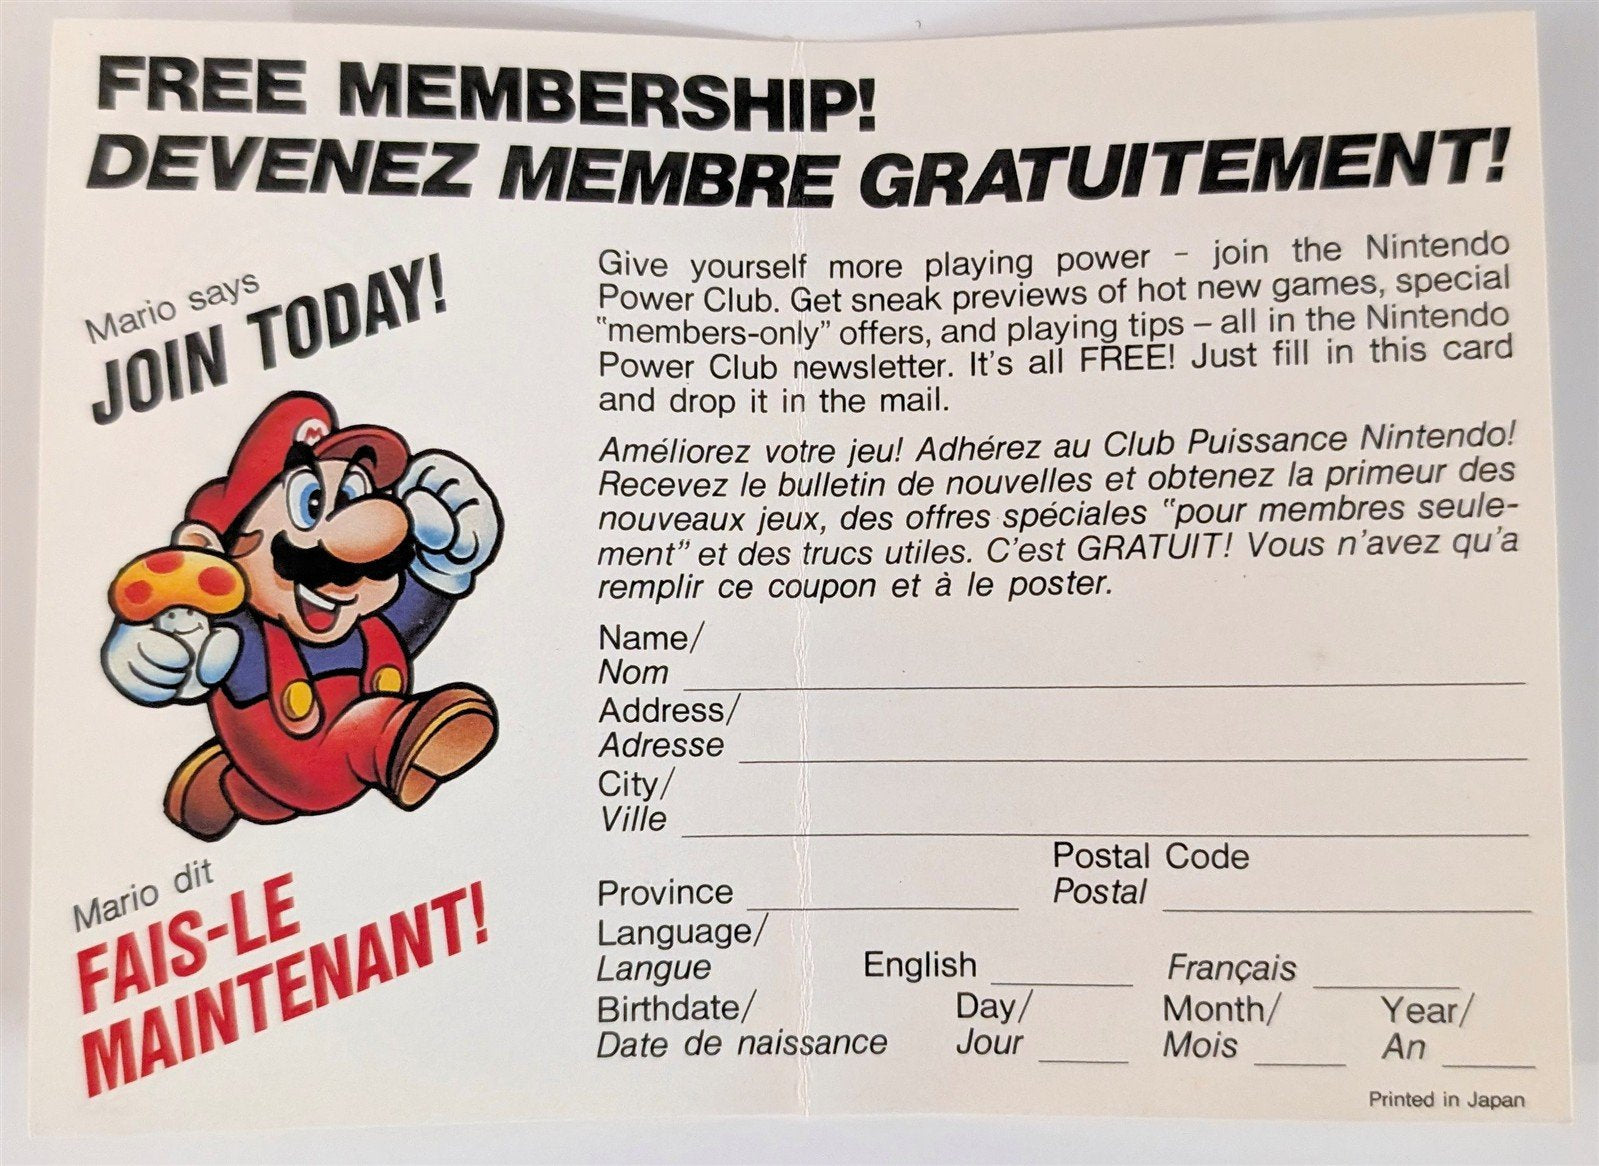 FREE MEMBERSHIP!
DEVENEZ MEMBRE GRATUITEMENT!
Mario says
JOIN TODAY!
M
Mario dit
FAIS-LE
MAINTENANT!
Give yourself more playing power - join the Nintendo
Power Club. Get sneak previews of hot new games, special
"members-only" offers, and playing tips – all in the Nintendo
Power Club newsletter. It's all FREE! Just fill in this card
and drop it in the mail.
Améliorez votre jeu! Adhérez au Club Puissance Nintendo!
Recevez le bulletin de nouvelles et obtenez la primeur des
nouveaux jeux, des offres spéciales "pour membres seule-
ment" et des trucs utiles. C'est GRATUIT! Vous n'avez qu'a
remplir ce coupon et à le poster.
Name/
Nom
Address/
Adresse
City/
Ville
Postal Code
Province Postal
Language/
Langue English Français
Birthdate/ Day/ Month/ Year/
Date de naissance Jour Mois An
Printed in Japan